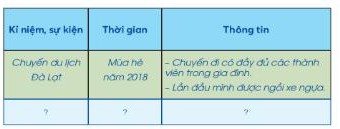 Kỉ niệm, sự kiện Thời gian Thông tin
Chuyến du lịch Mùa hè - Chuyến đi có đầy đủ các thành
Đà Lạt năm 2018 viên trong gia đình.
- Lần đầu mình được ngồi xe ngựa.
? ? ?